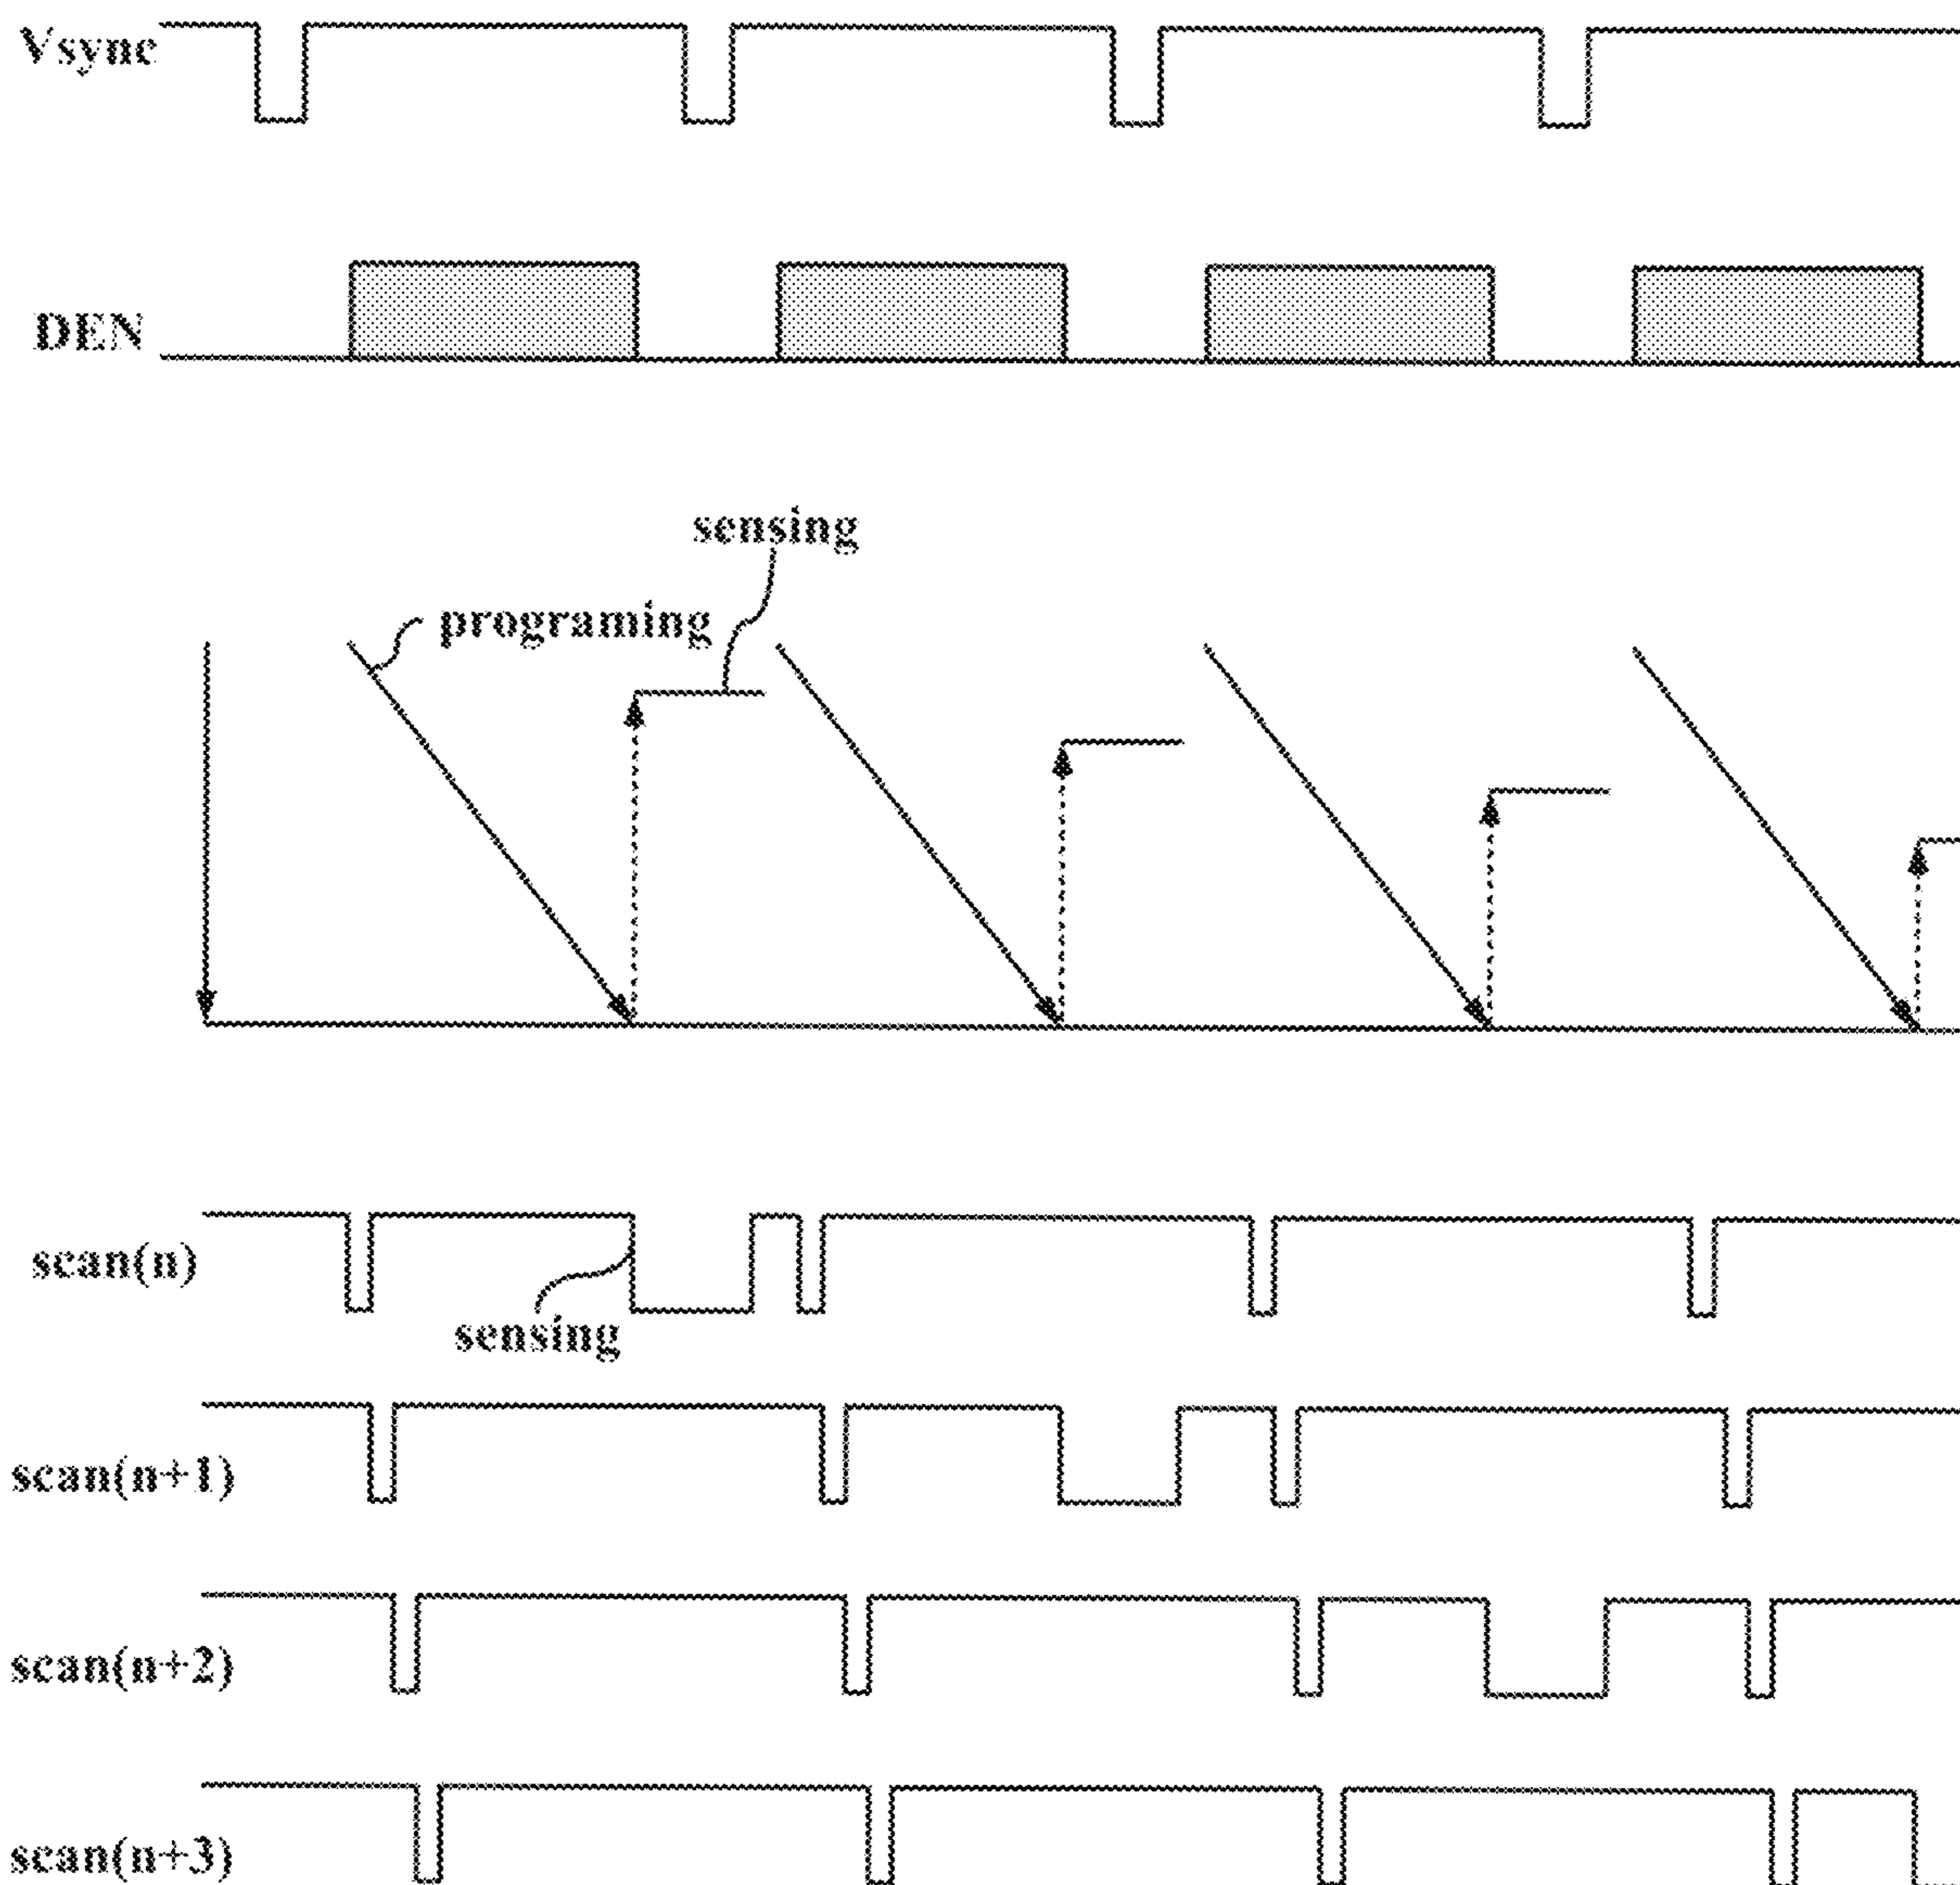 Vsync
DEN
sensing
programing
scan(n)
sensing
scan(n+1)
scan(n+2)
scan(n+3)